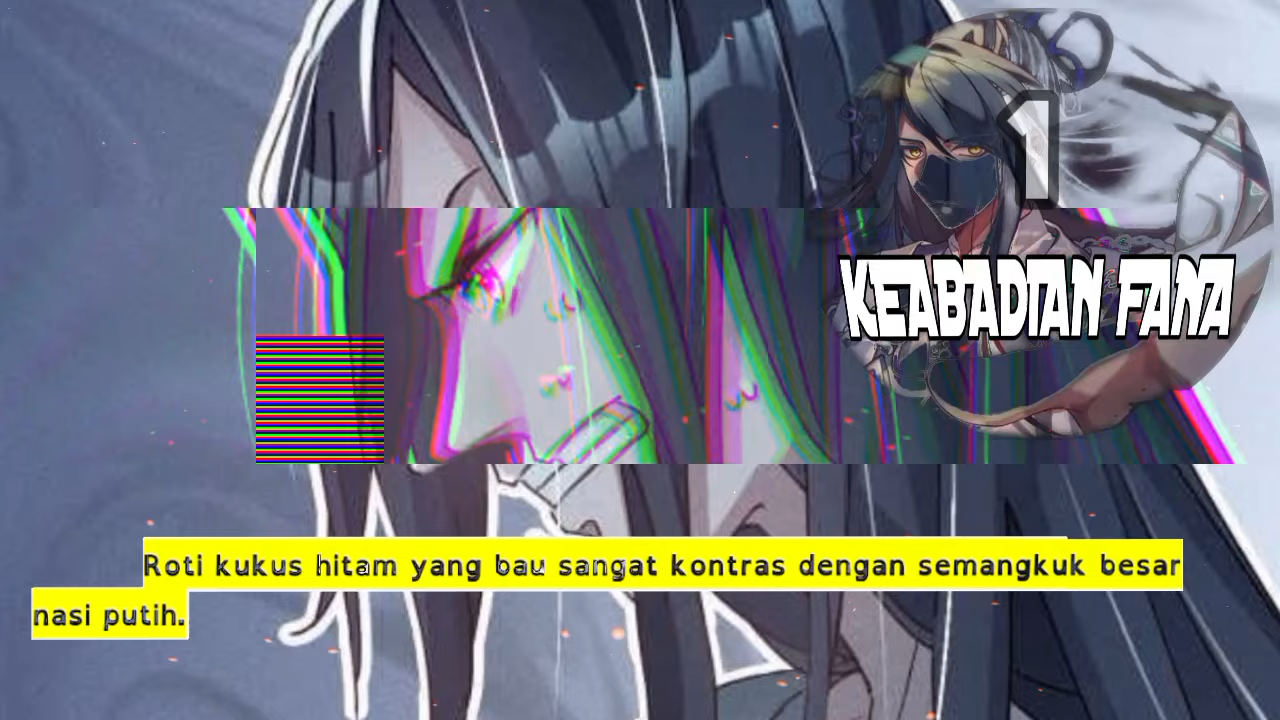 1
KEABADIAN FANA
Roti kukus hitam yang bau sangat kontras dengan semangkuk besar
nasi putih.